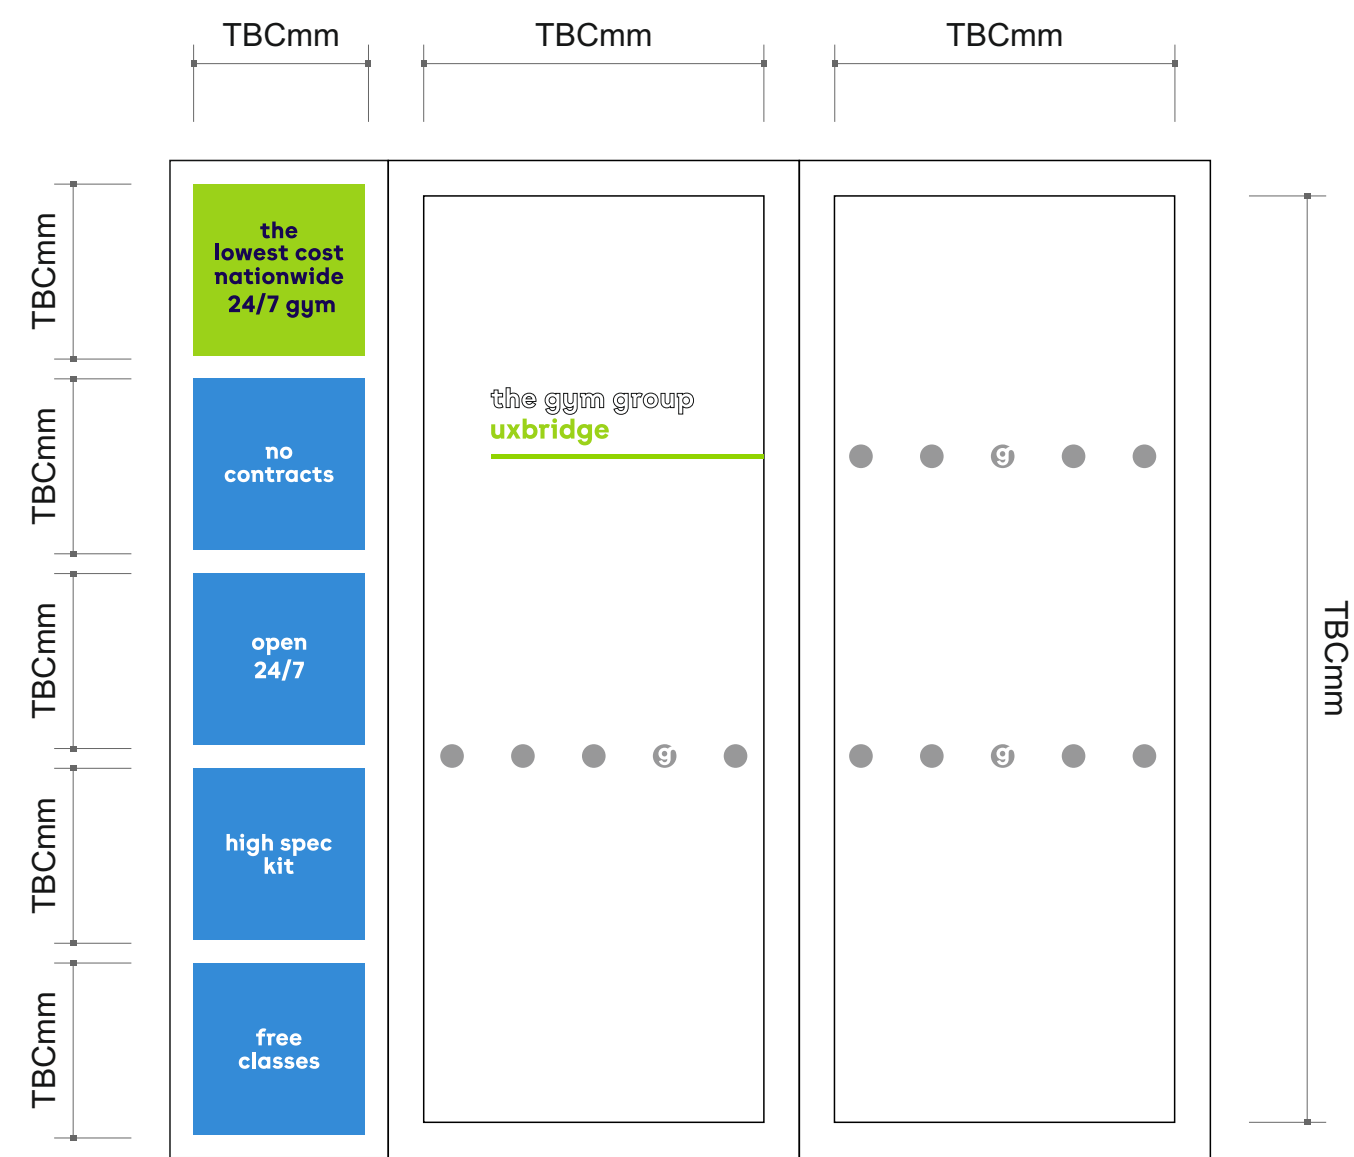 TBCmm
TBCmm
TBCmm
TBCmm
the
lowest cost
nationwide
24/7 gym
TBCmm
no
contracts
the gym group
uxbridge
g
TBCmm
open
24/7
TBCmm
g
g
TBCmm
high spec
kit
TBCmm
free
classes